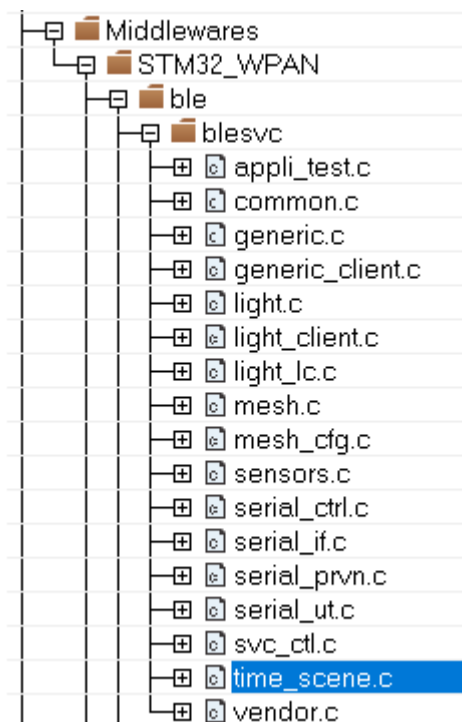 Middlewares
STM32_WPAN
ble
blesvc
appli_test.c
common.c
generic.c
generic_client.c
light.c
light_client.c
light_lc.c
mesh.c
mesh_cfg.c
sensors.c
serial_ctrl.c
serial_if.c
serial_prvn.c
serial_ut.c
svc_ctl.c
time_scene.c
vendor.c